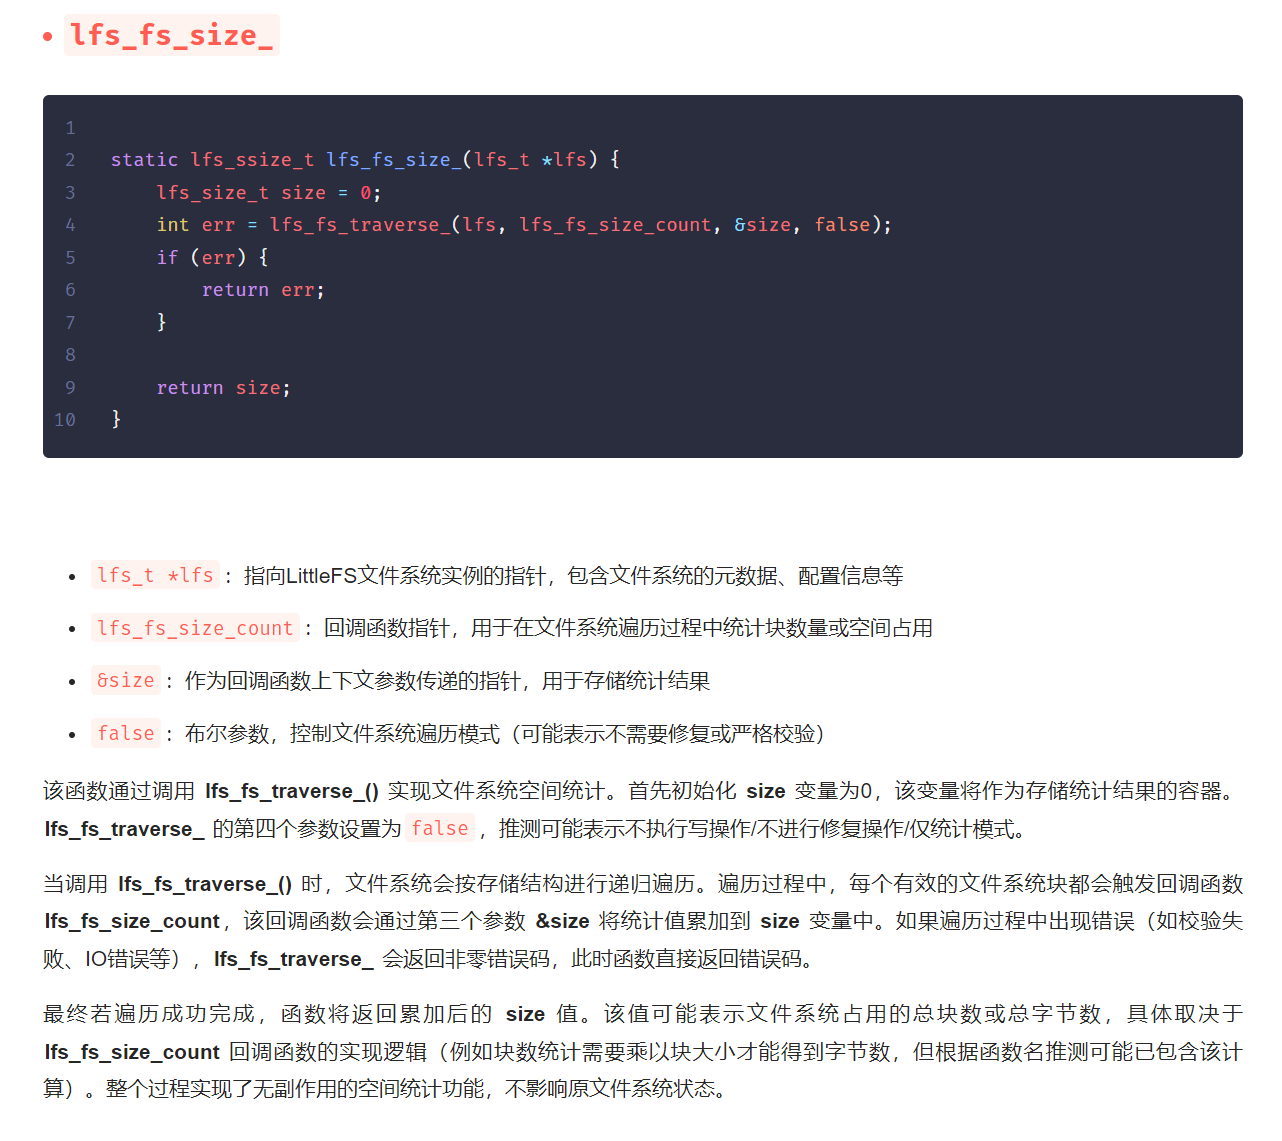 lfs_fs_size_
1
2 static lfs_ssize_t lfs_fs_size_(lfs_t *lfs) {
3 lfs_size_t size = 0;
4 int err = lfs_fs_traverse_(lfs, lfs_fs_size_count, &size, false);
5 if (err) {
6 return err;
7 }
8
9 return size;
10 }
lfs_t *lfs：指向LittleFS文件系统实例的指针，包含文件系统的元数据、配置信息等
lfs_fs_size_count：回调函数指针，用于在文件系统遍历过程中统计块数量或空间占用
&size：作为回调函数上下文参数传递的指针，用于存储统计结果
false：布尔参数，控制文件系统遍历模式（可能表示不需要修复或严格校验）
该函数通过调用 lfs_fs_traverse_() 实现文件系统空间统计。首先初始化 size 变量为0，该变量将作为存储统计结果的容器。
lfs_fs_traverse_ 的第四个参数设置为 false，推测可能表示不执行写操作/不进行修复操作/仅统计模式。
当调用 lfs_fs_traverse_() 时，文件系统会按存储结构进行递归遍历。遍历过程中，每个有效的文件系统块都会触发回调函数
lfs_fs_size_count，该回调函数会通过第三个参数 &size 将统计值累加到 size 变量中。如果遍历过程中出现错误（如校验失
败、IO错误等），lfs_fs_traverse_ 会返回非零错误码，此时函数直接返回错误码。
最终若遍历成功完成，函数将返回累加后的 size 值。该值可能表示文件系统占用的总块数或总字节数，具体取决于
lfs_fs_size_count 回调函数的实现逻辑（例如块数统计需要乘以块大小才能得到字节数，但根据函数名推测可能已包含该计
算）。整个过程实现了无副作用的空间统计功能，不影响原文件系统状态。